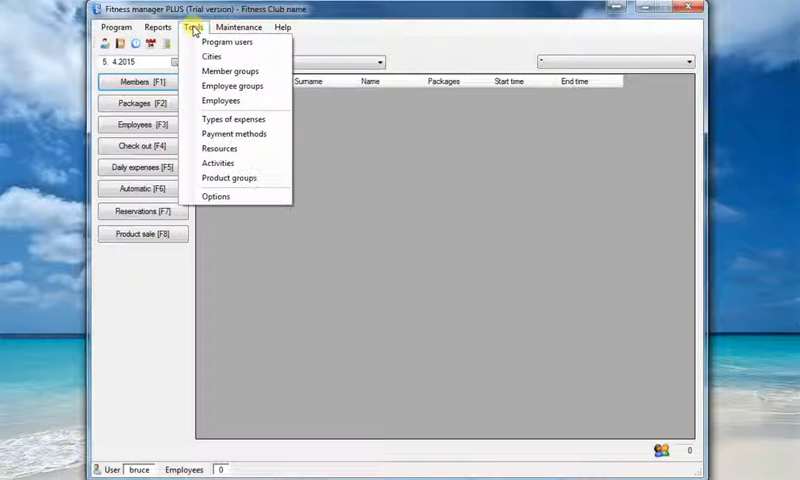 Fitness manager PLUS (Trial version) - Fitness Club name
Program Reports Tools Maintenance Help
5. 4.2015
Surname Name Packages Start time End time
Program users
Cities
Member groups
Employee groups
Employees
Types of expenses
Payment methods
Resources
Activities
Product groups
Options
Members [F1]
Packages [F2]
Employees [F3]
Check out [F4]
Daily expenses [F5]
Automatic [F6]
Reservations [F7]
Product sale [F8]
0
User bruce Employees 0